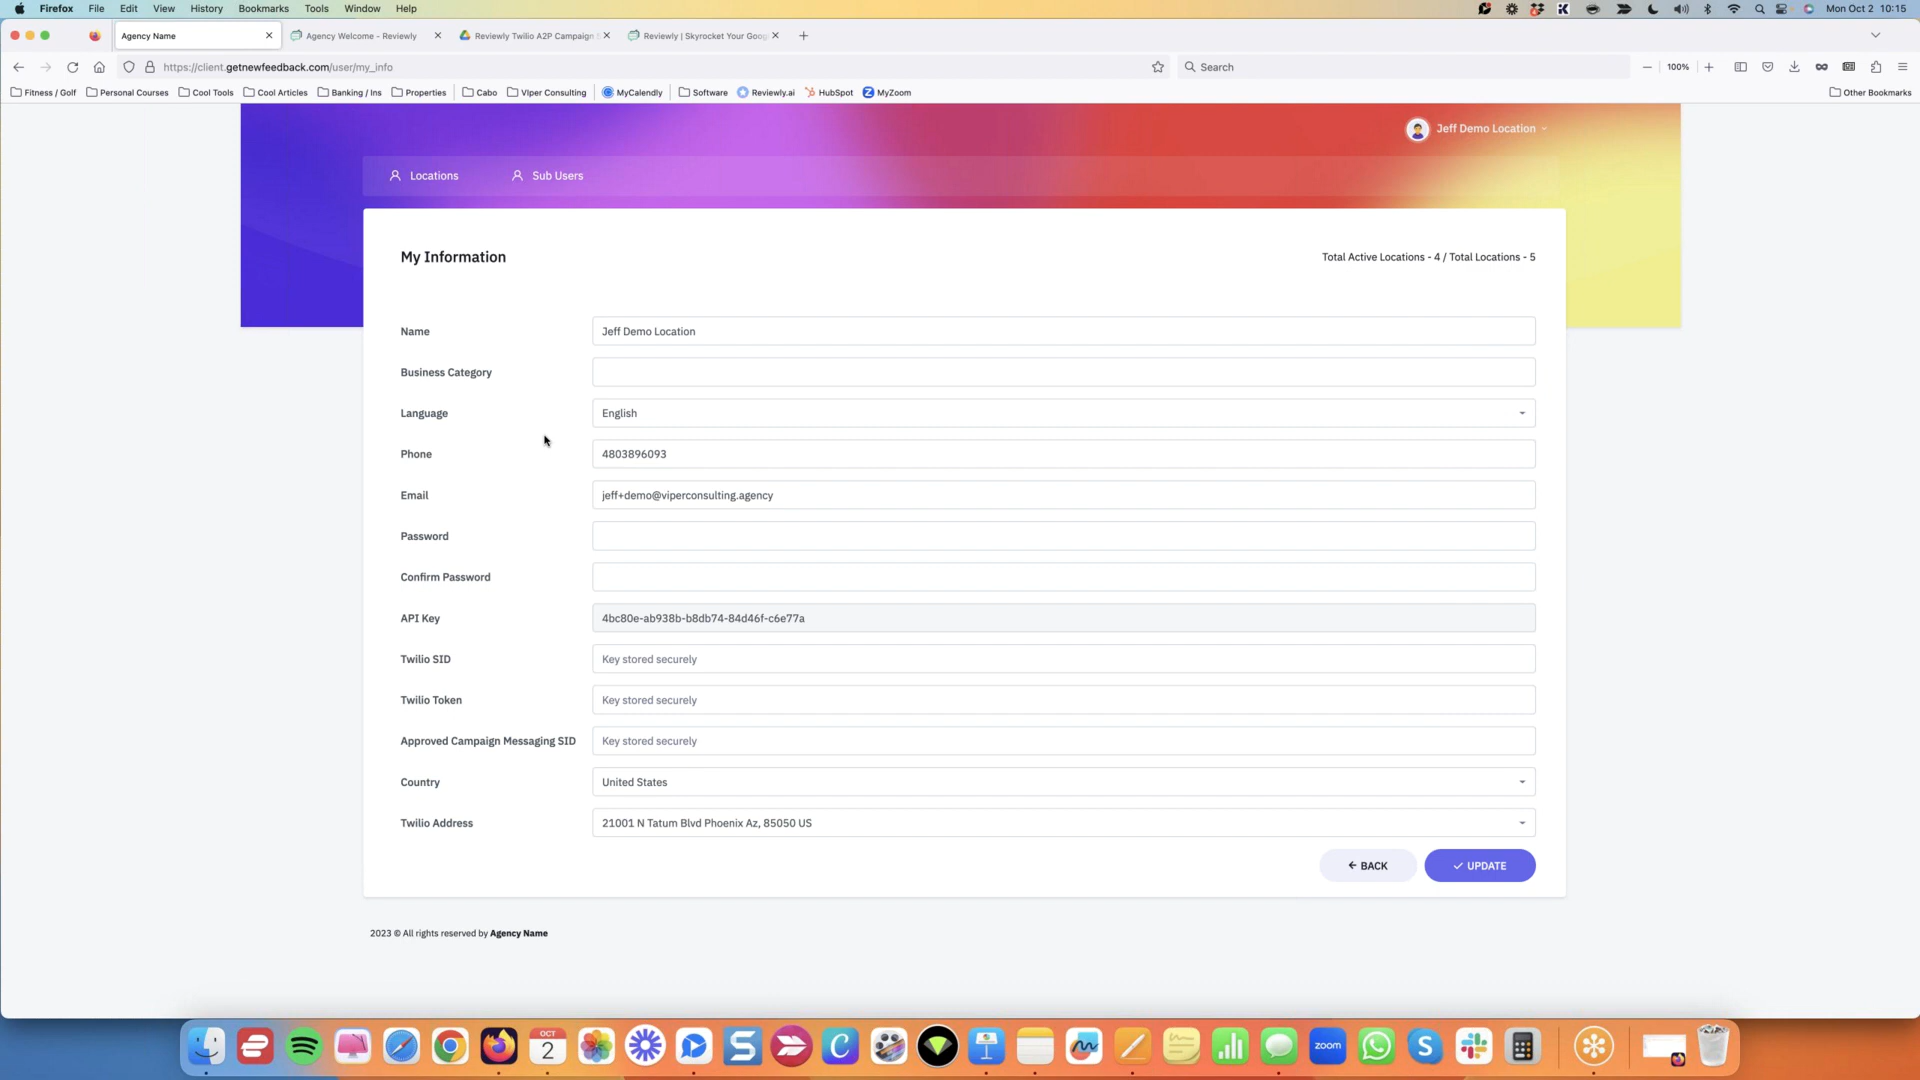 Firefox File Edit View History Bookmarks Tools Window Help Mon Oct 2 10:15
Agency Name Agency Welcome - Reviewly Reviewly Twilio A2P Campaign Reviewly | Skyrocket Your Goog
https://client.getnewfeedback.com/user/my_info Search 100%
Fitness / Golf Personal Courses Cool Tools Cool Articles Banking / Ins Properties Cabo VIper Consulting MyCalendly Software Reviewly.ai HubSpot MyZoom Other Bookmarks
Jeff Demo Location
Locations Sub Users
My Information Total Active Locations - 4 / Total Locations - 5
Name Jeff Demo Location
Business Category
Language English
Phone 4803896093
Email jeff+demo@viperconsulting.agency
Password
Confirm Password
API Key 4bc80e-ab938b-b8db74-84d46f-c6e77a
Twilio SID Key stored securely
Twilio Token Key stored securely
Approved Campaign Messaging SID Key stored securely
Country United States
Twilio Address 21001 N Tatum Blvd Phoenix Az, 85050 US
BACK UPDATE
2023 © All rights reserved by Agency Name
OCT
2 zoom